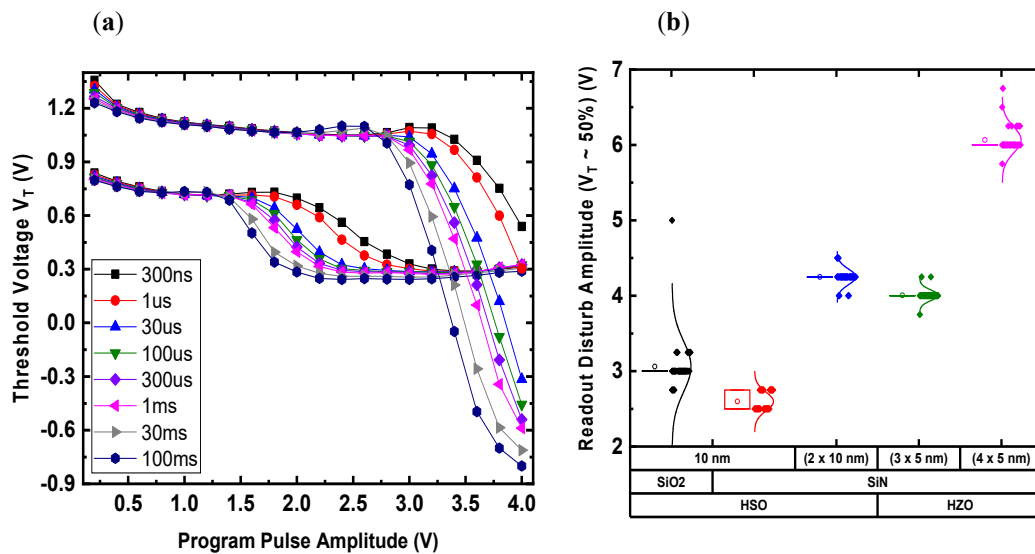 (a)
Threshold Voltage V_T (V)
1.2
0.9
0.6
0.3
0.0
-0.3
-0.6
-0.9
300ns
1us
30us
100us
300us
1ms
30ms
100ms
0.5 1.0 1.5 2.0 2.5 3.0 3.5 4.0
Program Pulse Amplitude (V)
(b)
Readout Disturb Amplitude (V_T ~ 50%) (V)
7
6
5
4
3
2
10 nm (2 x 10 nm) (3 x 5 nm) (4 x 5 nm)
SiO2 SiN
HSO HZO